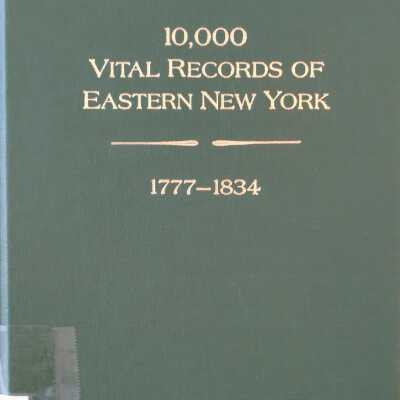 10,000
VITAL RECORDS OF
EASTERN NEW YORK
1777–1834